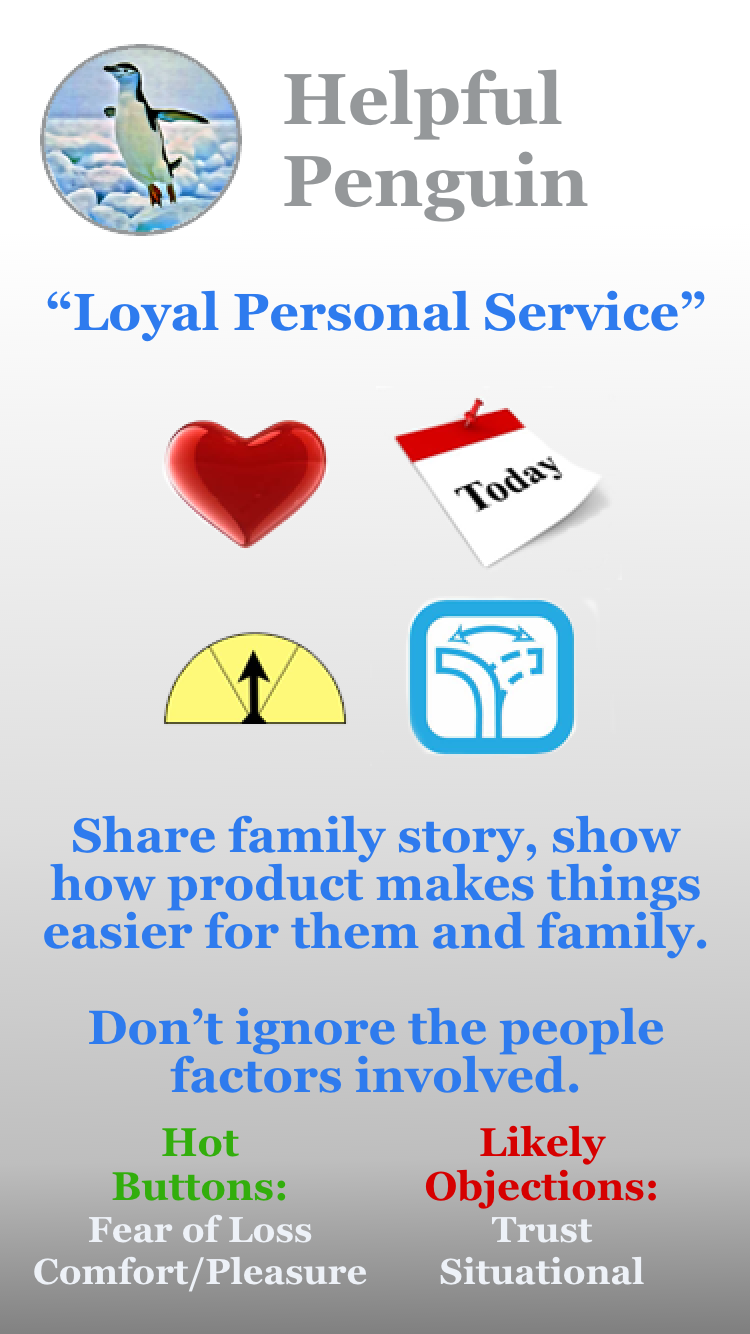 Helpful
Penguin
“Loyal Personal Service”
Today
Share family story, show
how product makes things
easier for them and family.
Don’t ignore the people
factors involved.
Hot
Buttons:
Fear of Loss
Comfort/Pleasure
Likely
Objections:
Trust
Situational